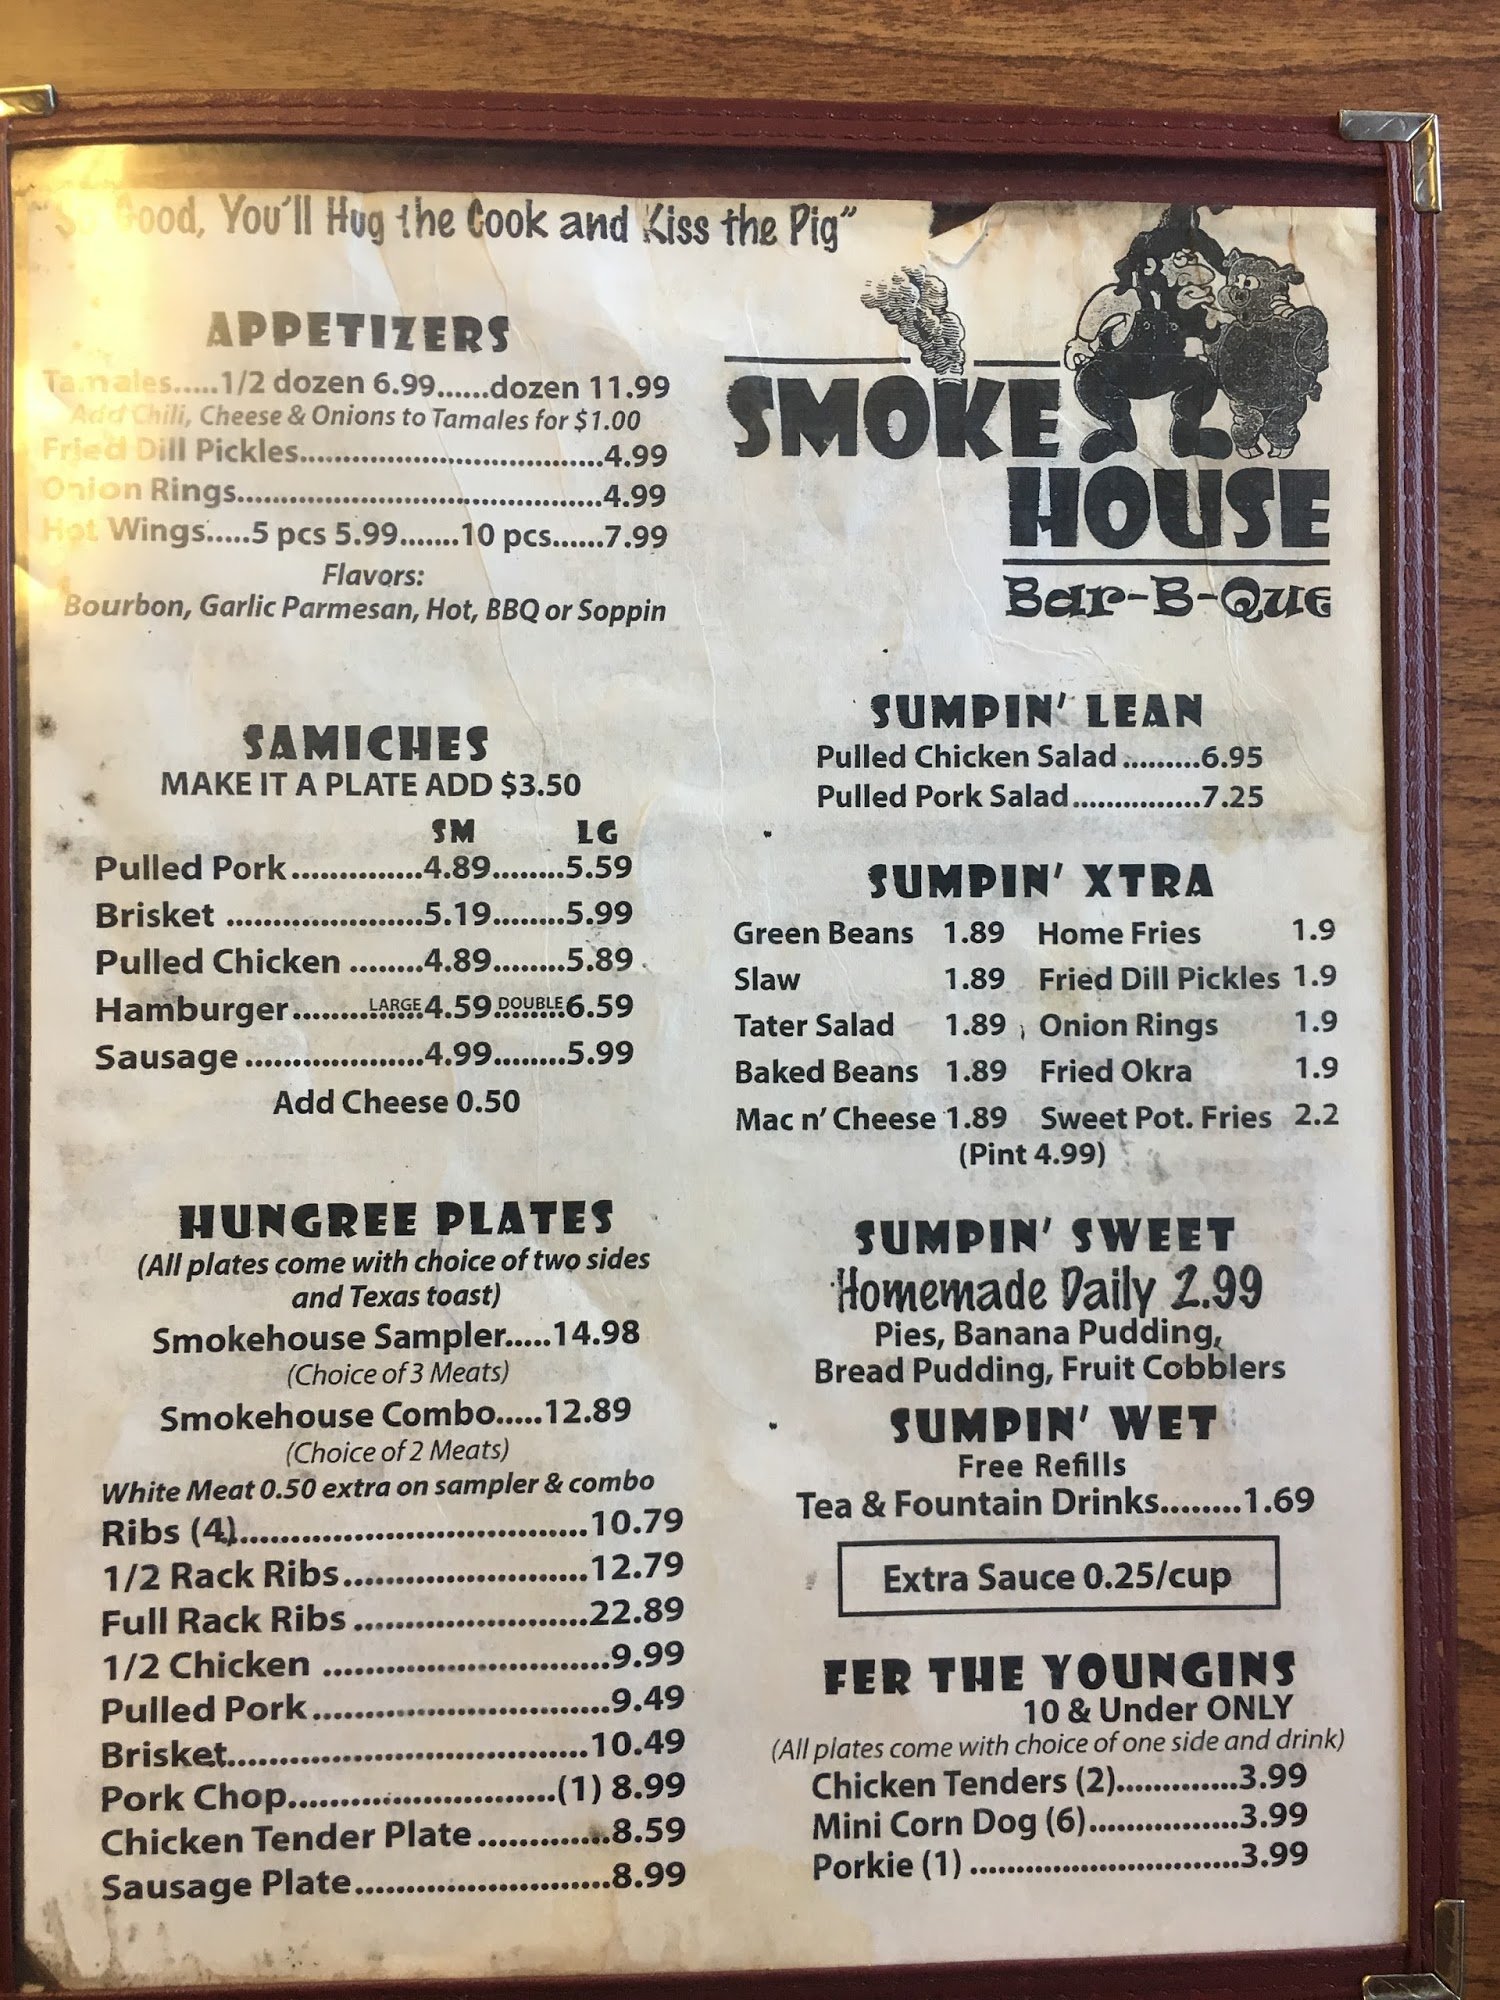 "So Good, You'll Hug the Cook and Kiss the Pig"
APPETIZERS
Tamales.....1/2 dozen 6.99......dozen 11.99
Add Chili, Cheese & Onions to Tamales for $1.00
Fried Dill Pickles....................................4.99
Onion Rings...........................................4.99
Hot Wings.....5 pcs 5.99.......10 pcs......7.99
Flavors:
Bourbon, Garlic Parmesan, Hot, BBQ or Soppin
SAMICHES
MAKE IT A PLATE ADD $3.50
SM LG
Pulled Pork...............4.89........5.59
Brisket ......................5.19........5.99
Pulled Chicken ........4.89........5.89
Hamburger.........LARGE 4.59 DOUBLE 6.59
Sausage ....................4.99........5.99
Add Cheese 0.50
HUNGREE PLATES
(All plates come with choice of two sides
and Texas toast)
Smokehouse Sampler.....14.98
(Choice of 3 Meats)
Smokehouse Combo.....12.89
(Choice of 2 Meats)
White Meat 0.50 extra on sampler & combo
Ribs (4)...................................10.79
1/2 Rack Ribs.........................12.79
Full Rack Ribs ........................22.89
1/2 Chicken .............................9.99
Pulled Pork..............................9.49
Brisket.....................................10.49
Pork Chop...........................(1) 8.99
Chicken Tender Plate .............8.59
Sausage Plate..........................8.99
SMOKE
HOUSE
Bar-B-Que
SUMPIN' LEAN
Pulled Chicken Salad .........6.95
Pulled Pork Salad...............7.25
SUMPIN' XTRA
Green Beans 1.89 Home Fries 1.9
Slaw 1.89 Fried Dill Pickles 1.9
Tater Salad 1.89 Onion Rings 1.9
Baked Beans 1.89 Fried Okra 1.9
Mac n' Cheese 1.89 Sweet Pot. Fries 2.2
(Pint 4.99)
SUMPIN' SWEET
Homemade Daily 2.99
Pies, Banana Pudding,
Bread Pudding, Fruit Cobblers
SUMPIN' WET
Free Refills
Tea & Fountain Drinks........1.69
Extra Sauce 0.25/cup
FER THE YOUNGINS
10 & Under ONLY
(All plates come with choice of one side and drink)
Chicken Tenders (2).............3.99
Mini Corn Dog (6)................3.99
Porkie (1) .............................3.99